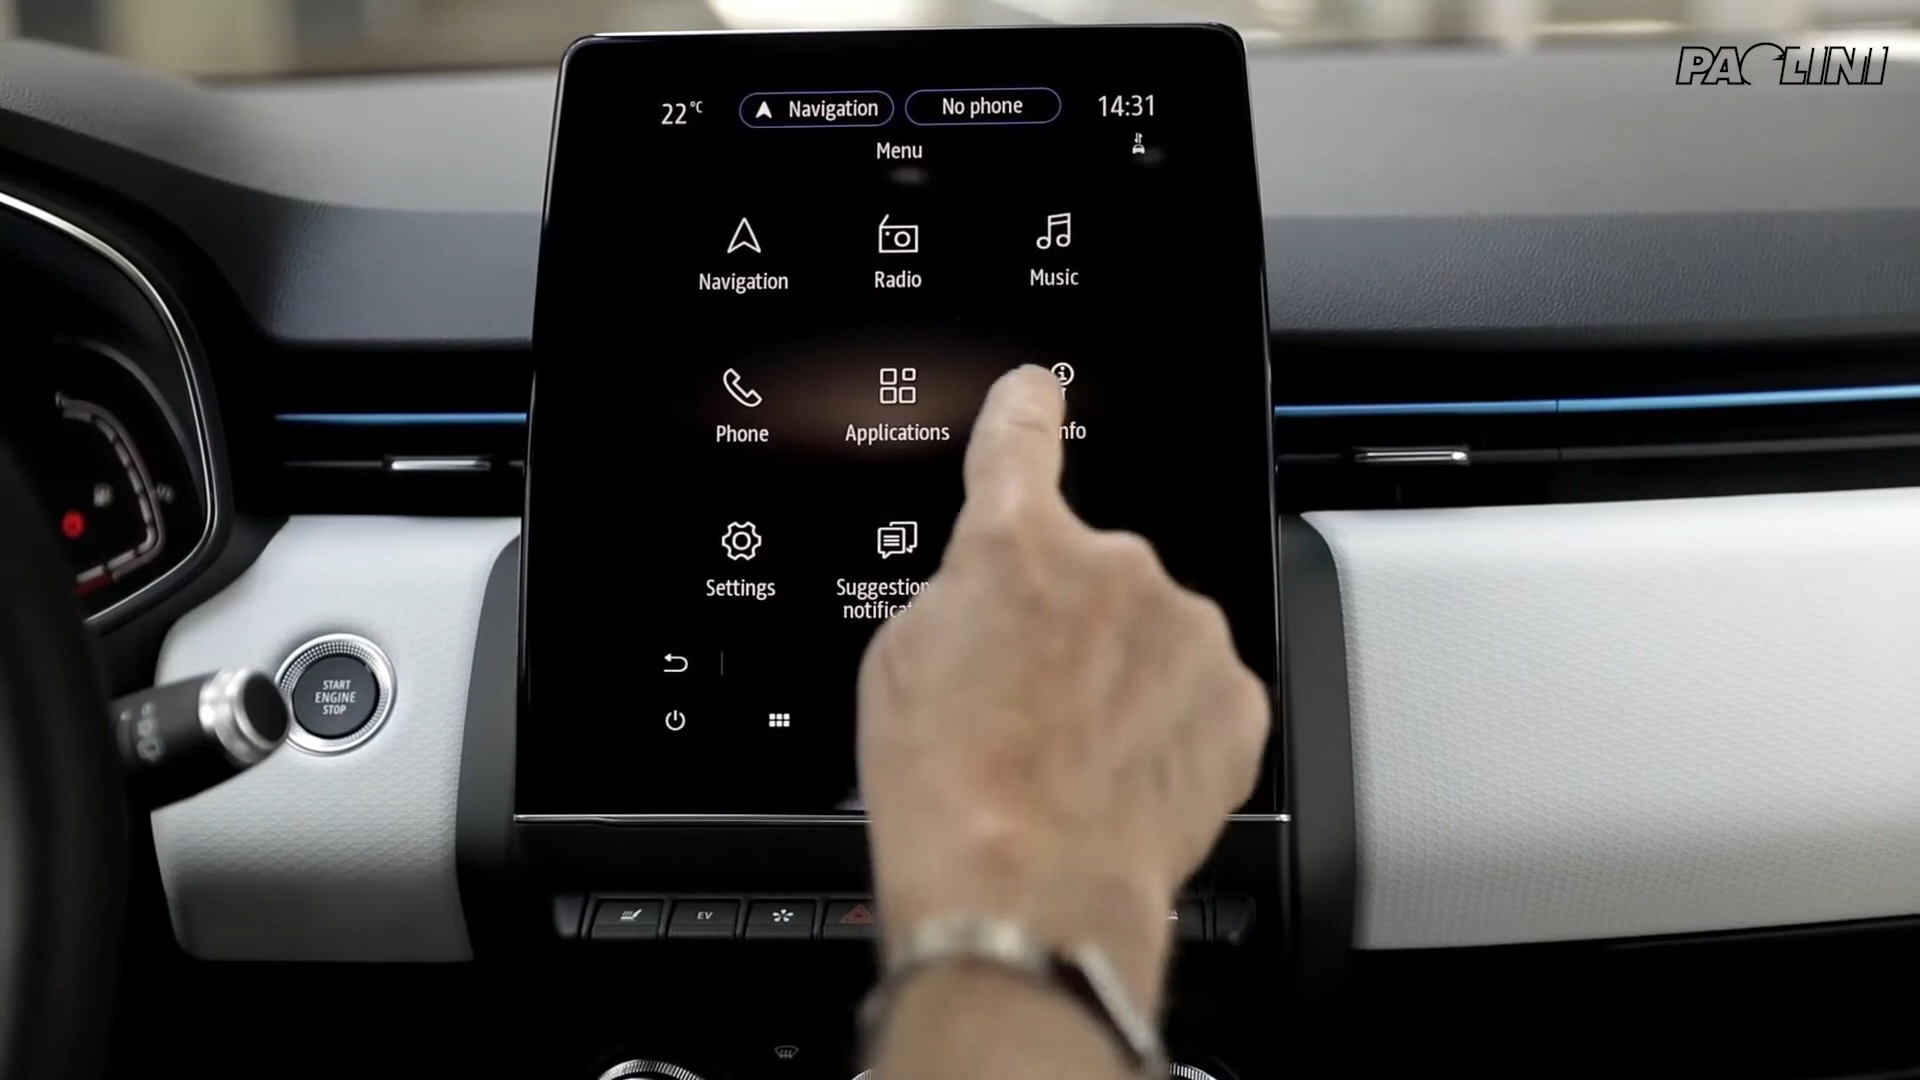 PAOLINI
22°C
Navigation
No phone
14:31
Menu
Navigation
Radio
Music
Phone
Applications
nfo
Settings
Suggestion
notificat
START
ENGINE
STOP
EV